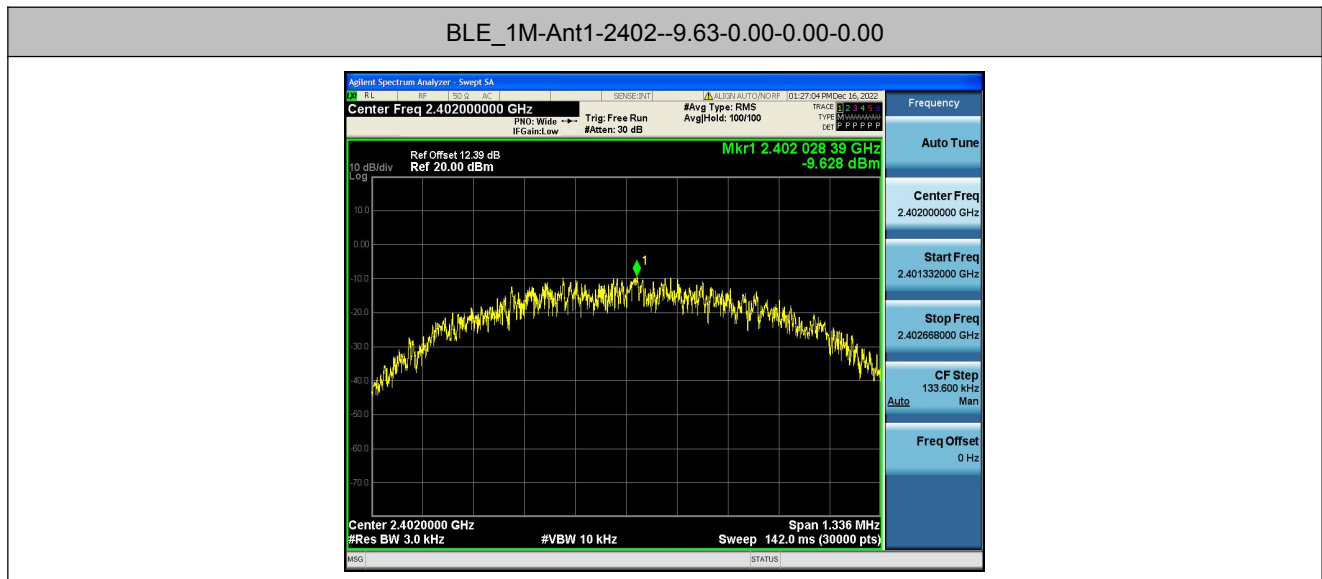 BLE_1M-Ant1-2402--9.63-0.00-0.00-0.00
Agilent Spectrum Analyzer - Swept SA
LXI RL RF 50 Ω AC SENSE:INT ALIGN AUTO/NORF 01:27:04 PM Dec 16, 2022
Center Freq 2.402000000 GHz
PNO: Wide
IFGain:Low
Trig: Free Run
#Atten: 30 dB
#Avg Type: RMS
Avg|Hold: 100/100
TRACE 1 2 3 4 5 6
TYPE M
DET P P P P P P
Mkr1 2.402 028 39 GHz
-9.628 dBm
Ref Offset 12.39 dB
10 dB/div Ref 20.00 dBm
Log
10.0
0.00
-10.0
-20.0
-30.0
-40.0
-50.0
-60.0
-70.0
1
Center 2.4020000 GHz Span 1.336 MHz
#Res BW 3.0 kHz #VBW 10 kHz Sweep 142.0 ms (30000 pts)
MSG STATUS
Frequency
Auto Tune
Center Freq
2.402000000 GHz
Start Freq
2.401332000 GHz
Stop Freq
2.402668000 GHz
CF Step
133.600 kHz
Auto Man
Freq Offset
0 Hz